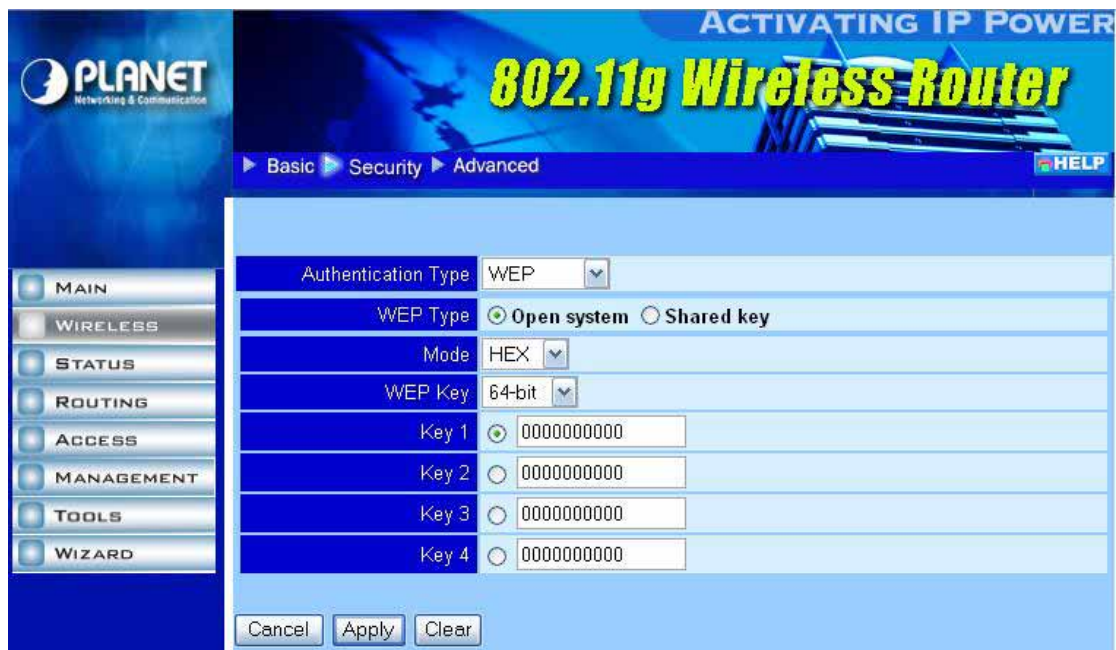 ACTIVATING IP POWER
PLANET
Networking & Communication
802.11g Wireless Router
Basic Security Advanced
HELP
MAIN
WIRELESS
STATUS
ROUTING
ACCESS
MANAGEMENT
TOOLS
WIZARD
Authentication Type WEP
WEP Type Open system Shared key
Mode HEX
WEP Key 64-bit
Key 1 0000000000
Key 2 0000000000
Key 3 0000000000
Key 4 0000000000
Cancel Apply Clear